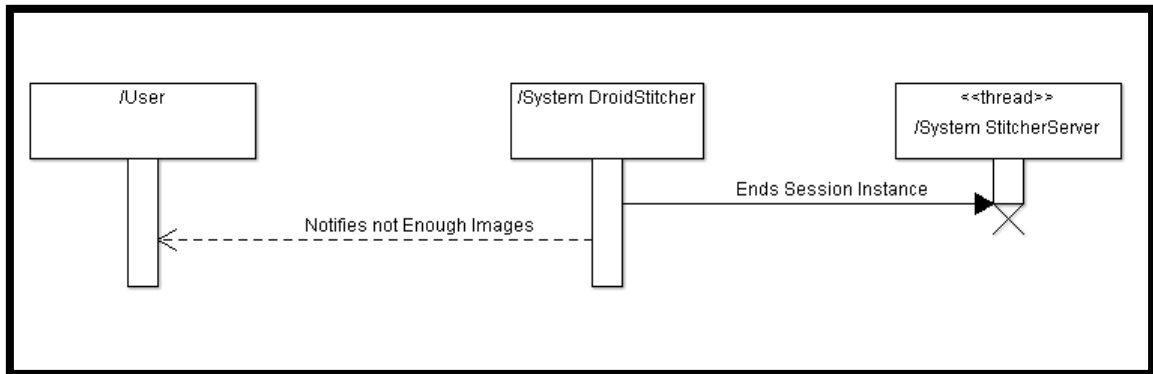 /User
/System DroidStitcher
<<thread>>
/System StitcherServer
Ends Session Instance
Notifies not Enough Images